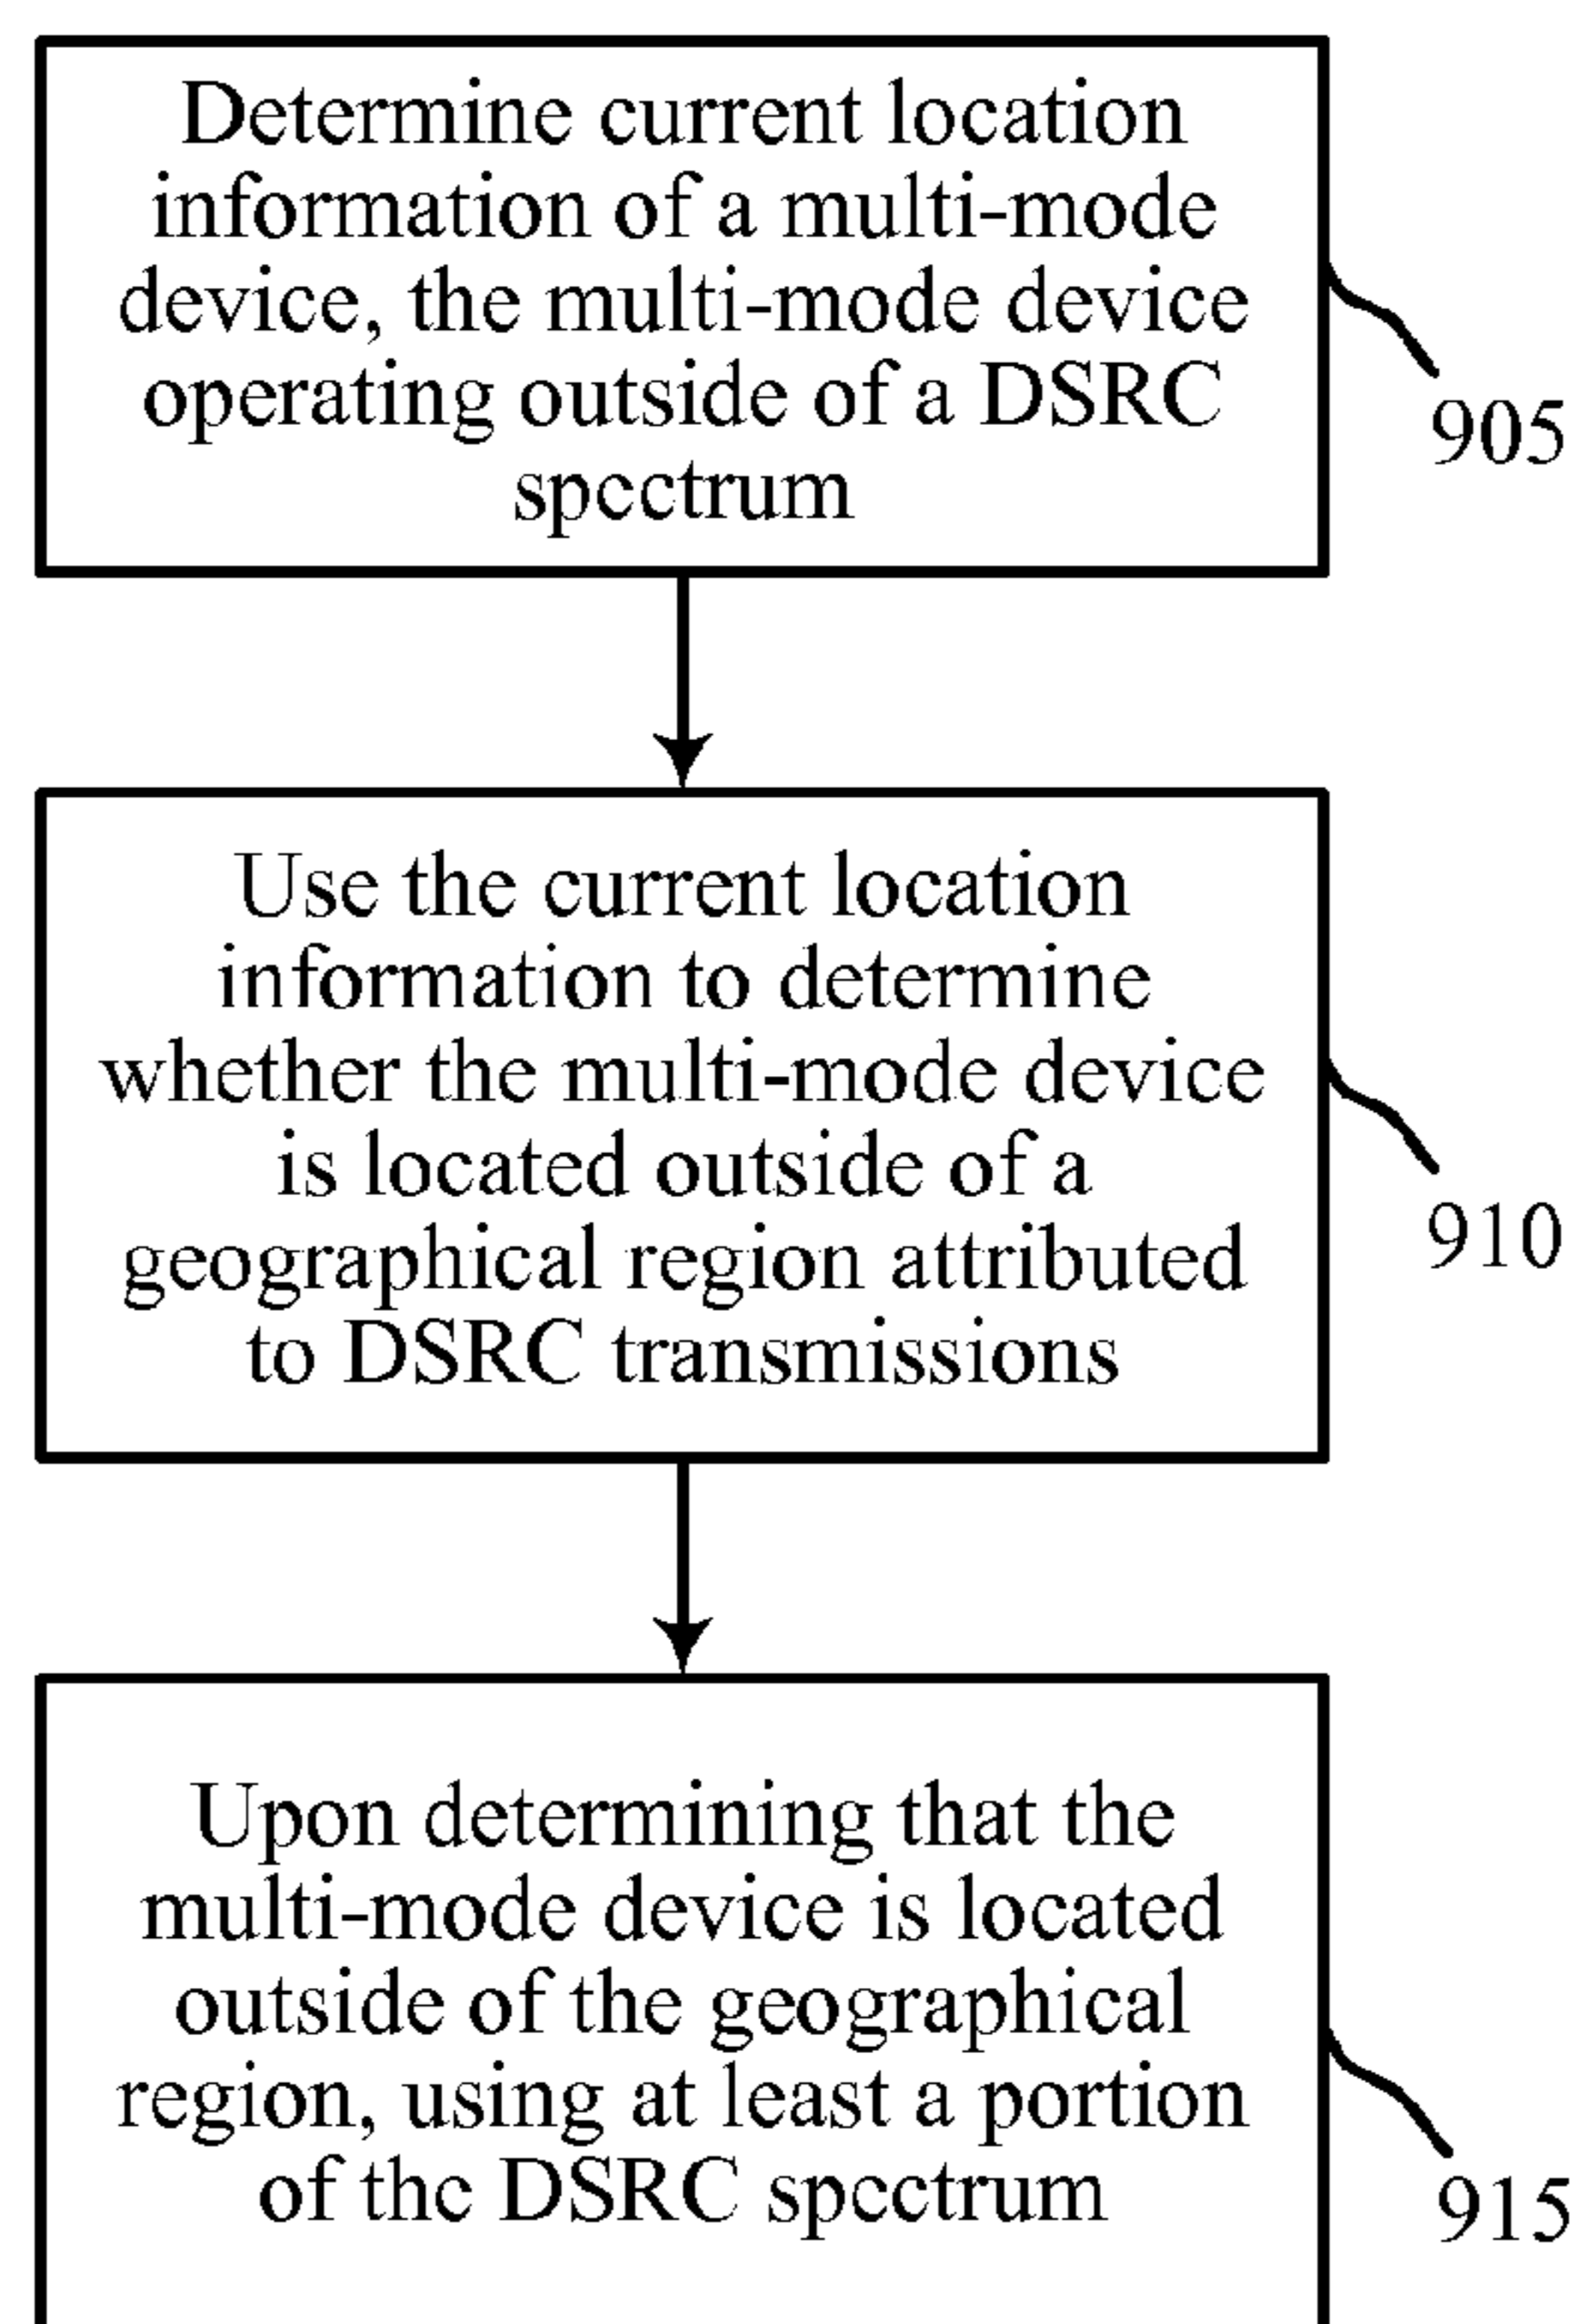 Determine current location
information of a multi-mode
device, the multi-mode device
operating outside of a DSRC
spectrum
905
Use the current location
information to determine
whether the multi-mode device
is located outside of a
geographical region attributed
to DSRC transmissions
910
Upon determining that the
multi-mode device is located
outside of the geographical
region, using at least a portion
of the DSRC spectrum
915